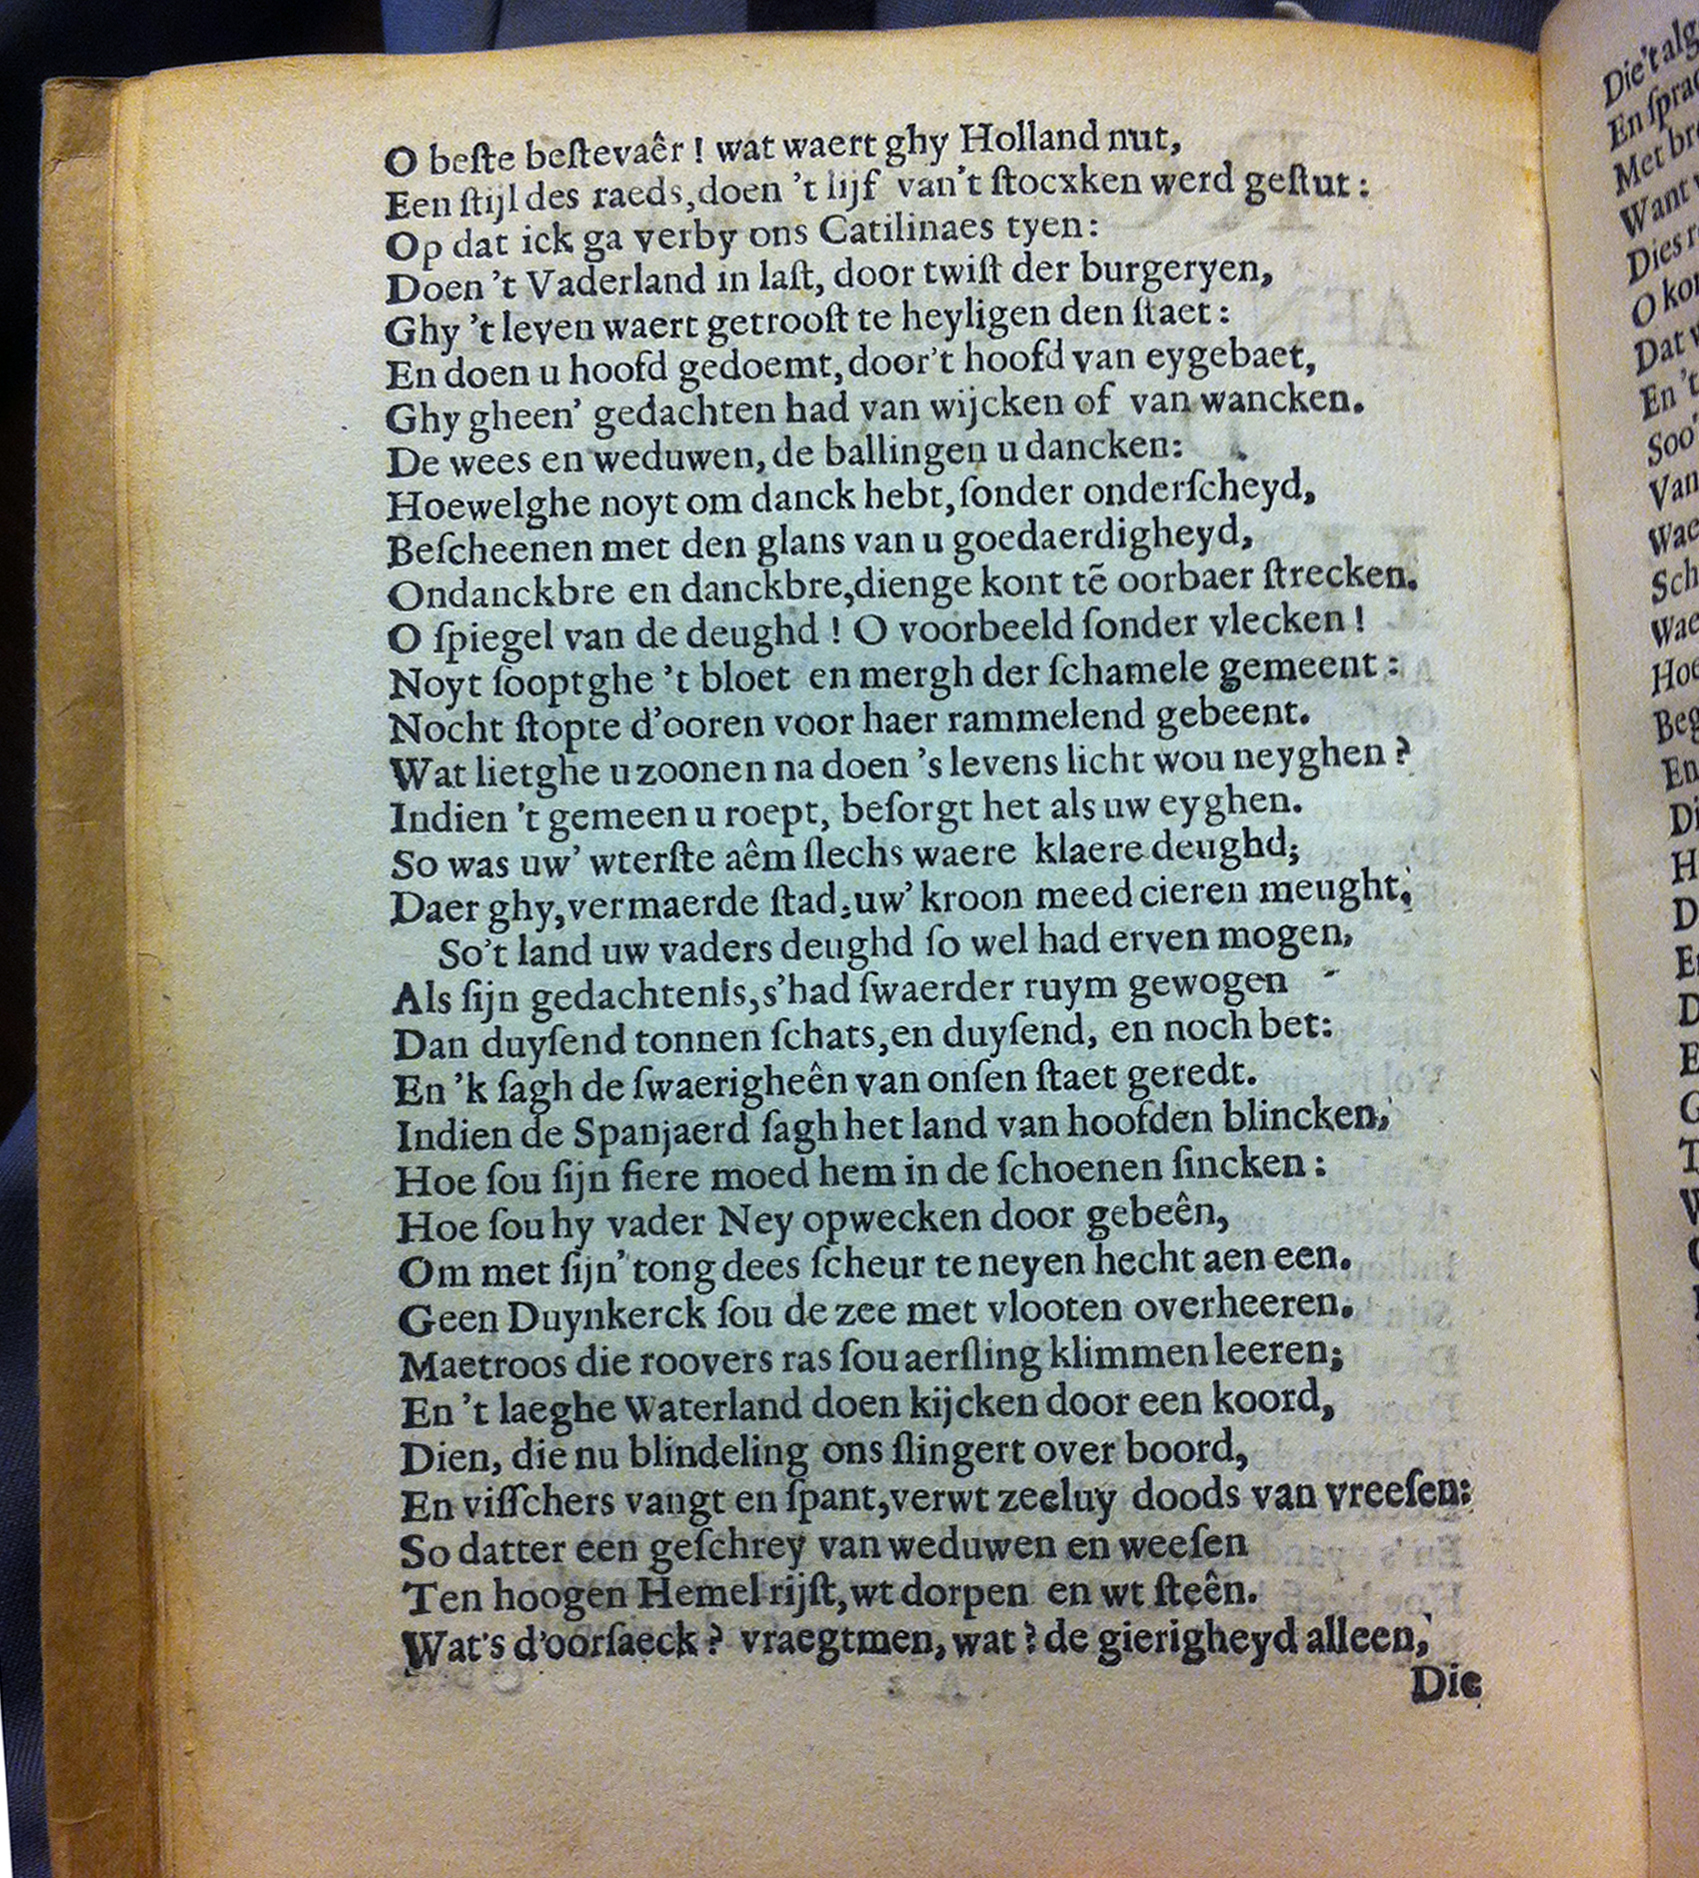 O beſte beſtevaêr ! wat waert ghy Holland nut,
Een ſtijl des raeds, doen 't lijf van't ſtocxken werd geſtut :
Op dat ick ga verby ons Catilinaes tyen :
Doen 't Vaderland in laſt, door twiſt der burgeryen,
Ghy 't leven waert getrooſt te heyligen den ſtaet :
En doen u hoofd gedoemt, door't hoofd van eygebaet,
Ghy gheen' gedachten had van wijcken of van wancken.
De wees en weduwen, de ballingen u dancken:
Hoewelghe noyt om danck hebt, ſonder onderſcheyd,
Beſcheenen met den glans van u goedaerdigheyd,
Ondanckbre en danckbre, dienge kont tẽ oorbaer ſtrecken.
O ſpiegel van de deughd ! O voorbeeld ſonder vlecken !
Noyt ſooptghe 't bloet en mergh der ſchamele gemeent :
Nocht ſtopte d'ooren voor haer rammelend gebeent.
Wat lietghe u zoonen na doen 's levens licht wou neyghen ?
Indien 't gemeen u roept, beſorgt het als uw eyghen.
So was uw' wterſte aêm ſlechs waere klaere deughd;
Daer ghy, vermaerde ſtad, uw' kroon meed cieren meught.
So't land uw vaders deughd ſo wel had erven mogen,
Als ſijn gedachtenis, s'had ſwaerder ruym gewogen
Dan duyſend tonnen ſchats, en duyſend, en noch bet:
En 'k ſagh de ſwaerigheên van onſen ſtaet geredt.
Indien de Spanjaerd ſagh het land van hoofden blincken,
Hoe ſou ſijn fiere moed hem in de ſchoenen ſincken :
Hoe ſou hy vader Ney opwecken door gebeên,
Om met ſijn' tong dees ſcheur te neyen hecht aen een.
Geen Duynkerck ſou de zee met vlooten overheeren.
Maetroos die roovers ras ſou aerſling klimmen leeren;
En 't laeghe Waterland doen kijcken door een koord,
Dien, die nu blindeling ons ſlingert over boord,
En viſſchers vangt en ſpant, verwt zeeluy doods van vreeſen:
So datter een geſchrey van weduwen en weeſen
Ten hoogen Hemel rijſt, wt dorpen en wt ſteên.
Wat's d'oorſaeck ? vraegtmen, wat ? de gierigheyd alleen,
Die